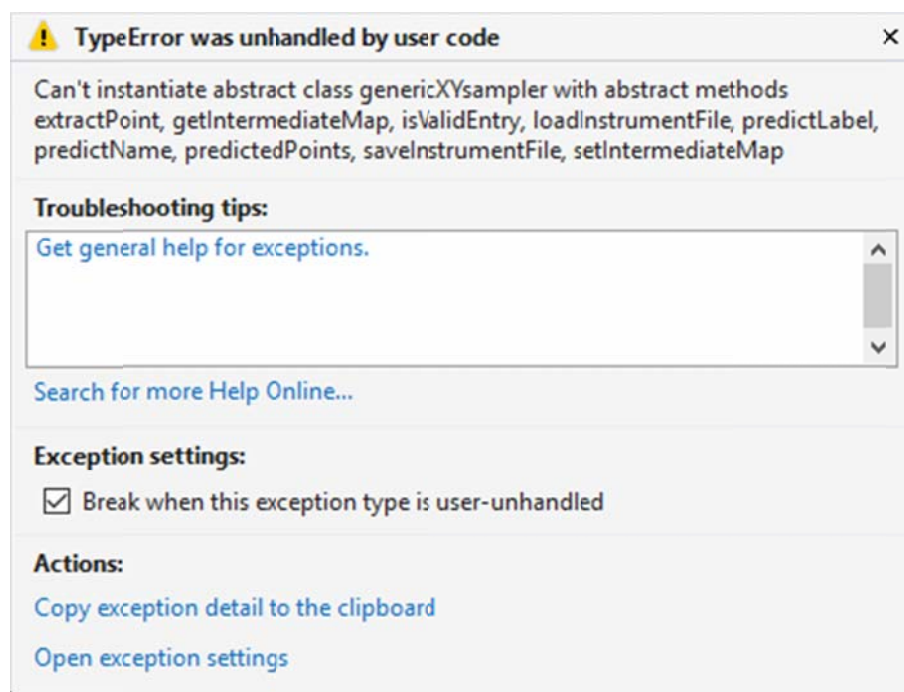 TypeError was unhandled by user code
Can't instantiate abstract class genericXYsampler with abstract methods
extractPoint, getIntermediateMap, isValidEntry, loadInstrumentFile, predictLabel,
predictName, predictedPoints, saveInstrumentFile, setIntermediateMap
Troubleshooting tips:
Get general help for exceptions.
Search for more Help Online...
Exception settings:
Break when this exception type is user-unhandled
Actions:
Copy exception detail to the clipboard
Open exception settings